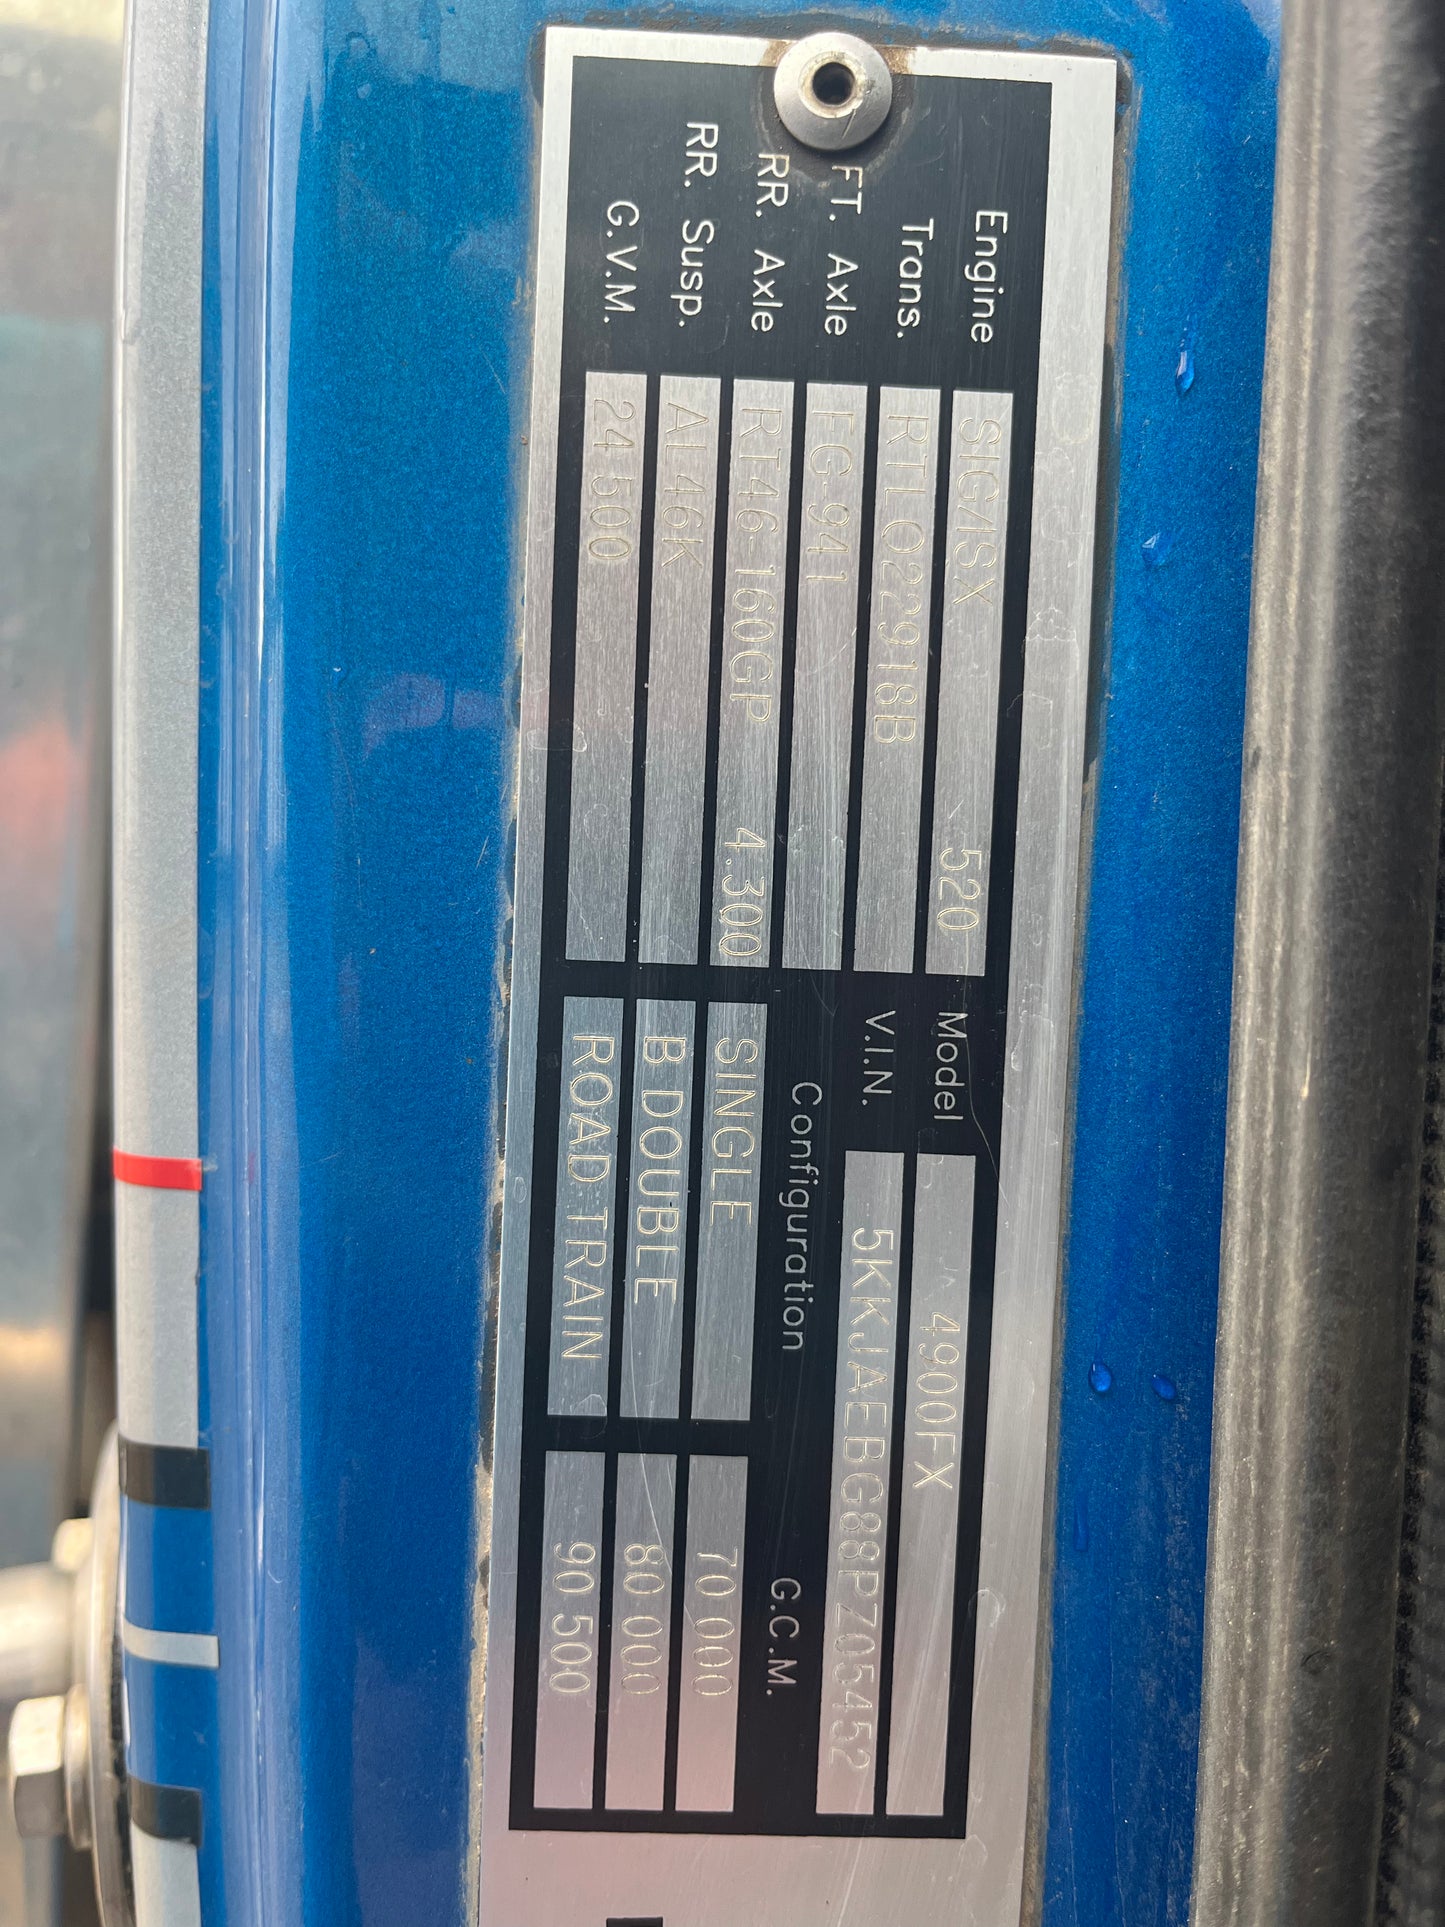 Engine SIG/ISX 520 Model 4900FX
Trans. RTLO22918B V.I.N. 5KKJAEBG88PZ05452
FT. Axle FG-941 Configuration G.C.M.
RR. Axle RT46-160GP 4.300 SINGLE 70 000
RR. Susp. AL46K B DOUBLE 80 000
G.V.M. 24 500 ROAD TRAIN 90 500